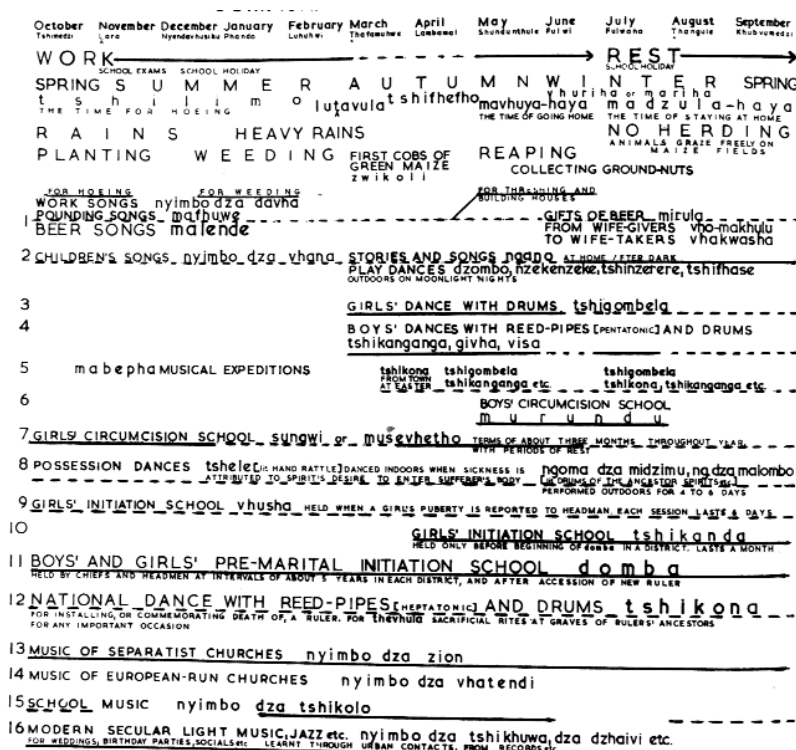 October November December January February March April May June July August September
Tshimedzi Lara Nyendavhusiku Phando Luhuhwi Thafamuhwe Lambamai Shundunthule Fulwi Fulwana Thangule Khubvumedzi
WORK REST
SCHOOL EXAMS SCHOOL HOLIDAY SCHOOL HOLIDAY
SPRING SUMMER AUTUMN WINTER SPRING
tshilimo lutavula tshifhefho mavhuya-haya vhuriha or mariha madzula-haya
THE TIME FOR HOEING THE TIME OF GOING HOME THE TIME OF STAYING AT HOME
RAINS HEAVY RAINS NO HERDING
ANIMALS GRAZE FREELY ON MAIZE FIELDS
PLANTING WEEDING FIRST COBS OF GREEN MAIZE REAPING
zwikoli COLLECTING GROUND-NUTS
FOR HOEING FOR WEEDING FOR THRESHING AND BUILDING HOUSES
WORK SONGS nyimbo dza davha
1 POUNDING SONGS mafhuwe GIFTS OF BEER mirula
BEER SONGS malende FROM WIFE-GIVERS vho-makhulu
TO WIFE-TAKERS vhakwasha
2 CHILDREN'S SONGS nyimbo dza vhana STORIES AND SONGS ngano AT HOME AFTER DARK
PLAY DANCES dzombo, nzekenzeke, tshinzerere, tshifhase
OUTDOORS ON MOONLIGHT NIGHTS
3 GIRLS' DANCE WITH DRUMS tshigombela
4 BOYS' DANCES WITH REED-PIPES [PENTATONIC] AND DRUMS
tshikanganga, givha, visa
5 mabepha MUSICAL EXPEDITIONS tshikona tshigombela tshigombela
FROM TOWN AT EASTER tshikanganga etc. tshikona, tshikanganga etc.
6 BOYS' CIRCUMCISION SCHOOL
murundu
7 GIRLS' CIRCUMCISION SCHOOL sungwi or musevhetho TERMS OF ABOUT THREE MONTHS THROUGHOUT YEAR,
WITH PERIODS OF REST
8 POSSESSION DANCES tshele [lit. HAND RATTLE] DANCED INDOORS WHEN SICKNESS IS ngoma dza midzimu, ng. dza malombo
ATTRIBUTED TO SPIRIT'S DESIRE TO ENTER SUFFERER'S BODY [lit. DRUMS OF THE ANCESTOR SPIRITS etc.]
PERFORMED OUTDOORS FOR 4 TO 6 DAYS
9 GIRLS' INITIATION SCHOOL vhusha HELD WHEN A GIRL'S PUBERTY IS REPORTED TO HEADMAN. EACH SESSION LASTS 6 DAYS
10 GIRLS' INITIATION SCHOOL tshikanda
HELD ONLY BEFORE BEGINNING OF domba IN A DISTRICT. LASTS A MONTH
11 BOYS' AND GIRLS' PRE-MARITAL INITIATION SCHOOL domba
HELD BY CHIEFS AND HEADMEN AT INTERVALS OF ABOUT 5 YEARS IN EACH DISTRICT, AND AFTER ACCESSION OF NEW RULER
12 NATIONAL DANCE WITH REED-PIPES [HEPTATONIC] AND DRUMS tshikona
FOR INSTALLING, OR COMMEMORATING DEATH OF, A RULER. FOR thevhula SACRIFICIAL RITES AT GRAVES OF RULERS' ANCESTORS
FOR ANY IMPORTANT OCCASION
13 MUSIC OF SEPARATIST CHURCHES nyimbo dza zion
14 MUSIC OF EUROPEAN-RUN CHURCHES nyimbo dza vhatendi
15 SCHOOL MUSIC nyimbo dza tshikolo
16 MODERN SECULAR LIGHT MUSIC, JAZZ etc. nyimbo dza tshikhuwa, dza dzhaivi etc.
FOR WEDDINGS, BIRTHDAY PARTIES, SOCIALS etc LEARNT THROUGH URBAN CONTACTS, FROM RECORDS etc